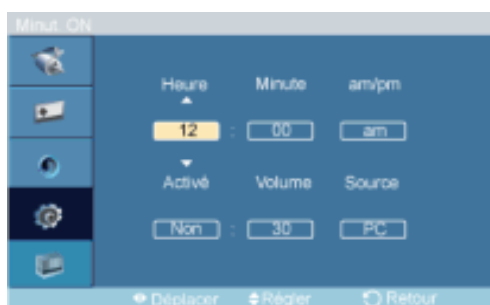 Minut. ON
Heure Minute am/pm
12 : 00 am
Activé Volume Source
Non : 30 PC
Déplacer Régler Retour